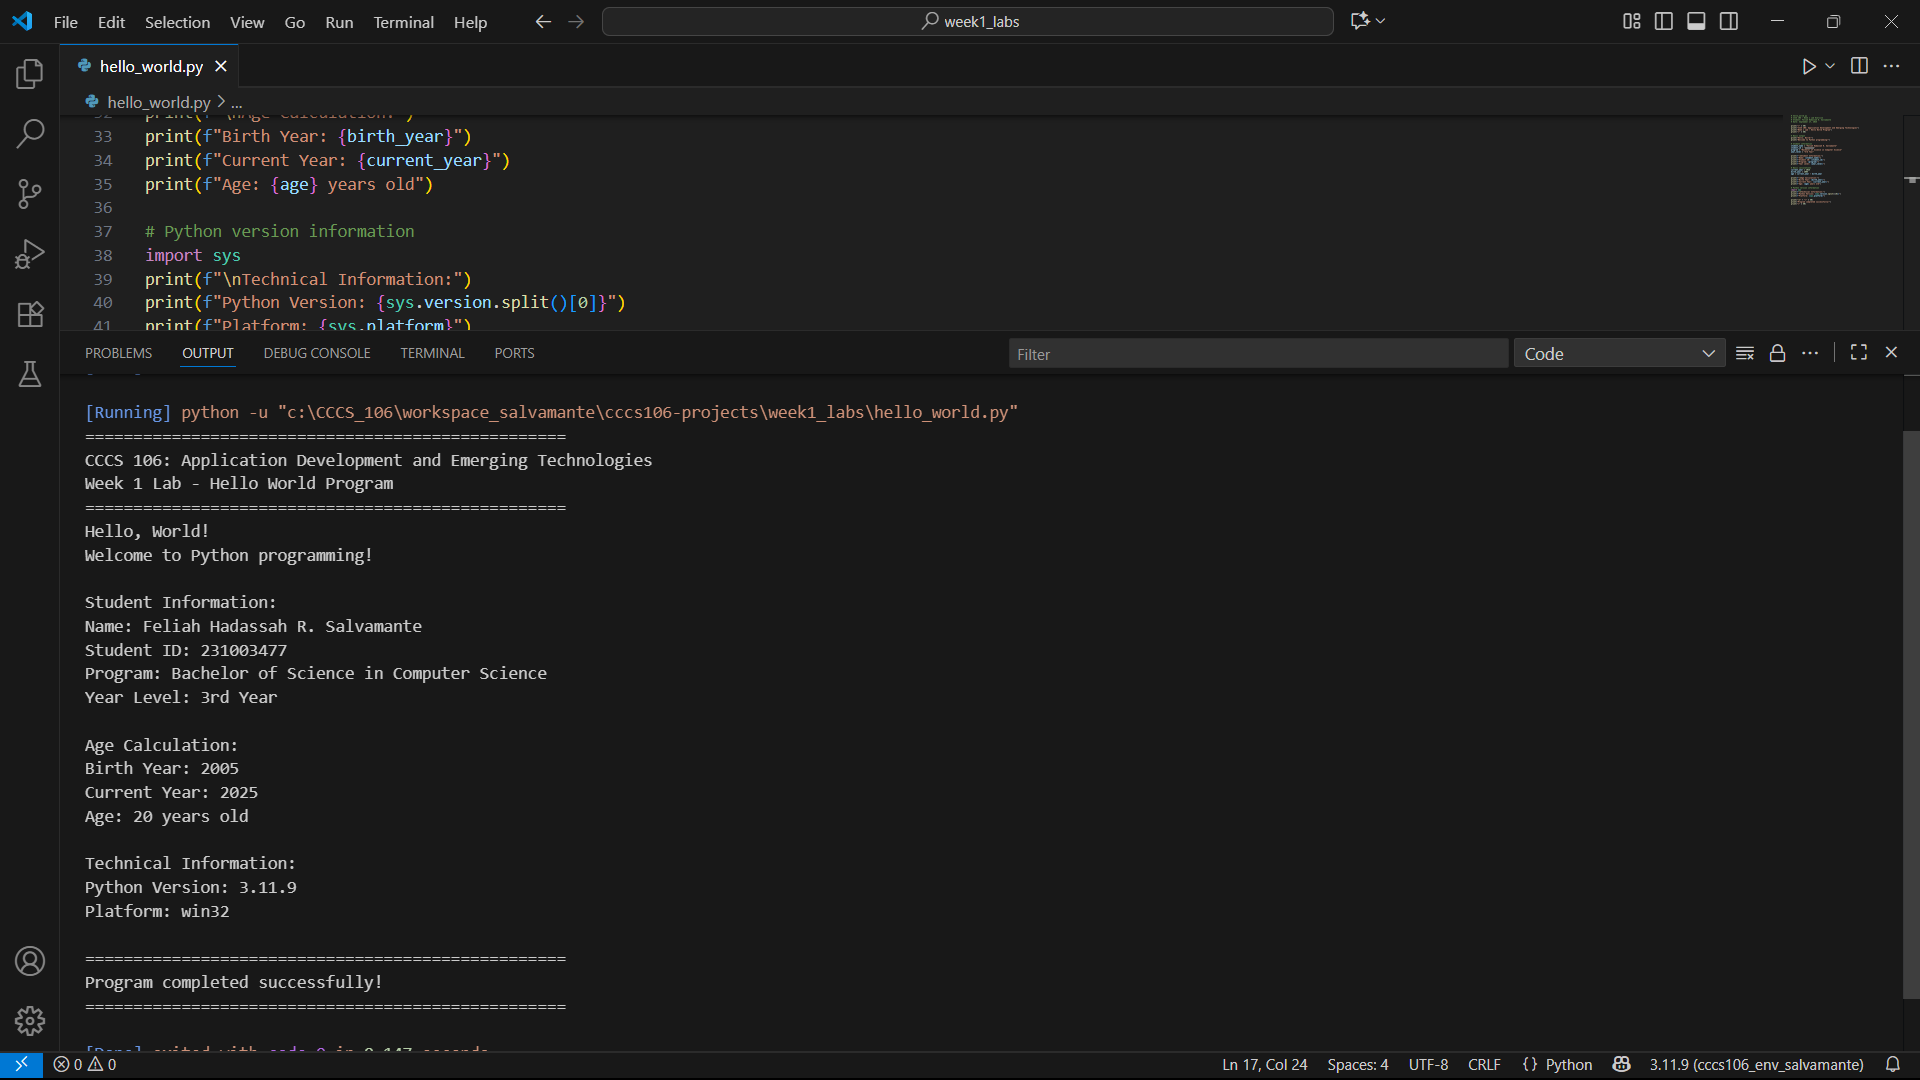 File Edit Selection View Go Run Terminal Help
week1_labs
hello_world.py
hello_world.py > ...
33 print(f"Birth Year: {birth_year}")
34 print(f"Current Year: {current_year}")
35 print(f"Age: {age} years old")
36
37 # Python version information
38 import sys
39 print(f"\nTechnical Information:")
40 print(f"Python Version: {sys.version.split()[0]}")
41 print(f"Platform: {sys.platform}")
PROBLEMS OUTPUT DEBUG CONSOLE TERMINAL PORTS
Filter
Code
[Running] python -u "c:\CCCS_106\workspace_salvamante\cccs106-projects\week1_labs\hello_world.py"
==================================================
CCCS 106: Application Development and Emerging Technologies
Week 1 Lab - Hello World Program
==================================================
Hello, World!
Welcome to Python programming!
Student Information:
Name: Feliah Hadassah R. Salvamante
Student ID: 231003477
Program: Bachelor of Science in Computer Science
Year Level: 3rd Year
Age Calculation:
Birth Year: 2005
Current Year: 2025
Age: 20 years old
Technical Information:
Python Version: 3.11.9
Platform: win32
==================================================
Program completed successfully!
==================================================
0 0
Ln 17, Col 24
Spaces: 4
UTF-8
CRLF
{} Python
3.11.9 (cccs106_env_salvamante)